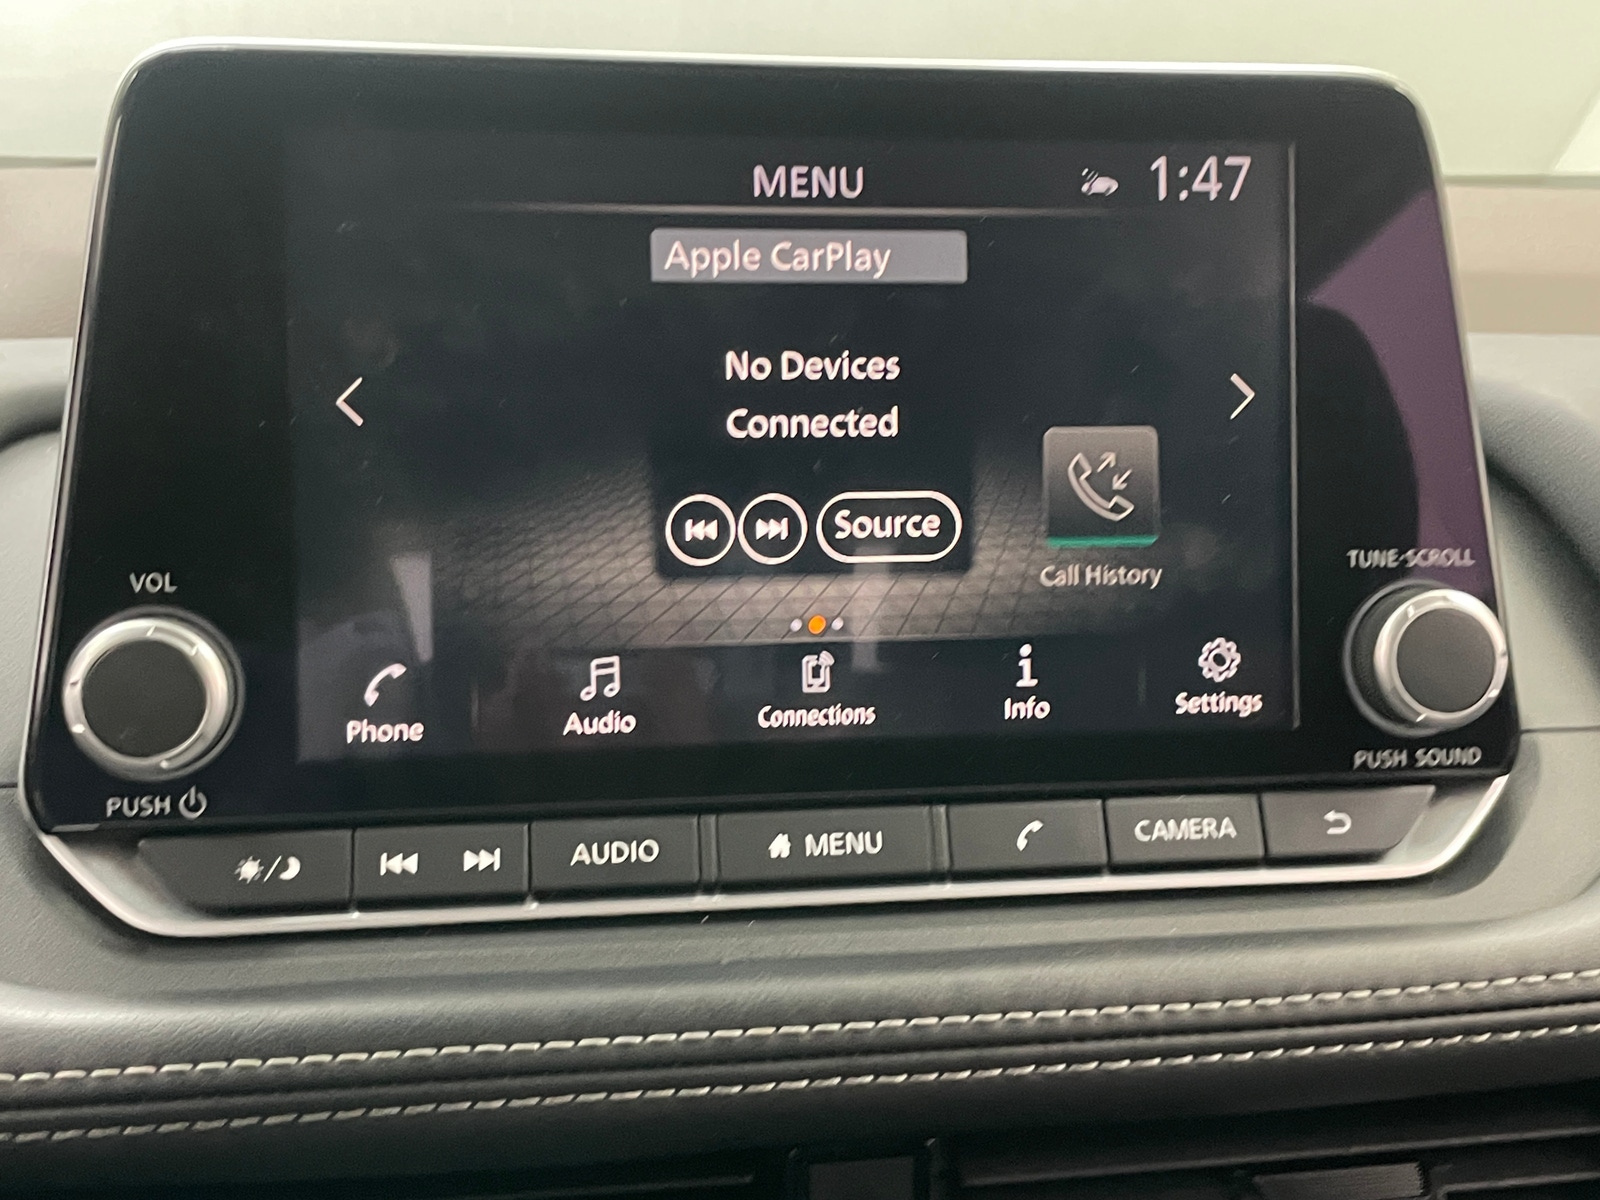 MENU
1:47
Apple CarPlay
No Devices
Connected
Source
Call History
VOL
TUNE·SCROLL
Phone
Audio
Connections
Info
Settings
PUSH
PUSH SOUND
AUDIO
MENU
CAMERA